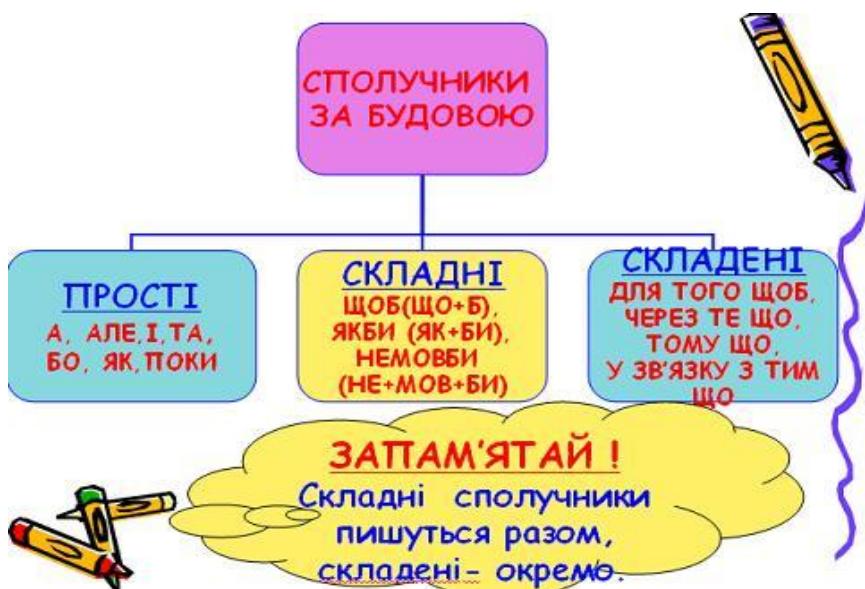 СПОЛУЧНИКИ
ЗА БУДОВОЮ
ПРОСТІ
А, АЛЕ,І,ТА,
БО, ЯК,ПОКИ
СКЛАДНІ
ЩОБ(ЩО+Б),
ЯКБИ (ЯК+БИ),
НЕМОВБИ
(НЕ+МОВ+БИ)
СКЛАДЕНІ
ДЛЯ ТОГО ЩОБ,
ЧЕРЕЗ ТЕ ЩО,
ТОМУ ЩО,
У ЗВ'ЯЗКУ З ТИМ
ЩО
ЗАПАМ'ЯТАЙ !
Складні сполучники
пишуться разом,
складені- окремо.